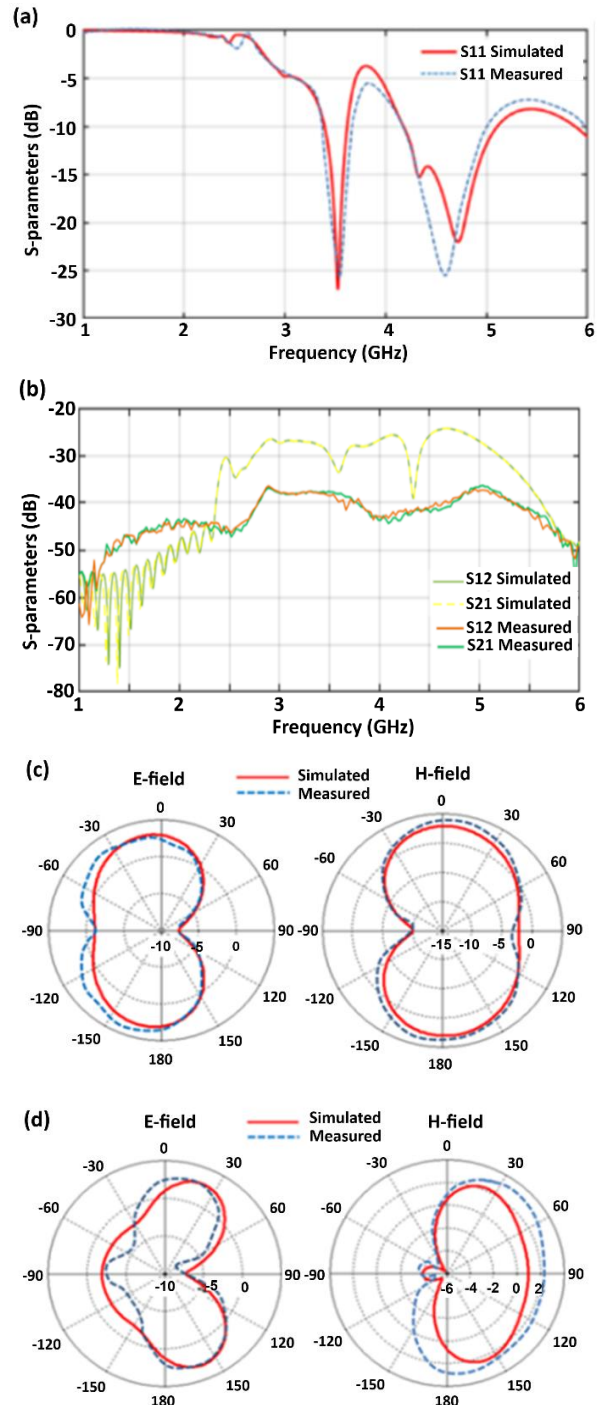 (a)
0
-5
-10
-15
-20
-25
-30
S-parameters (dB)
S11 Simulated
S11 Measured
1 2 3 4 5 6
Frequency (GHz)
(b)
-20
-30
-40
-50
-60
-70
-80
S-parameters (dB)
S12 Simulated
S21 Simulated
S12 Measured
S21 Measured
1 2 3 4 5 6
Frequency (GHz)
(c)
E-field
Simulated
Measured
H-field
0
-30 30
-60 60
-90 90
-10 -5 0
-120 120
-150 150
180
0
-30 30
-60 60
-90 90
-15 -10 -5 0
-120 120
-150 150
180
(d)
E-field
Simulated
Measured
H-field
0
-30 30
-60 60
-90 90
-10 -5 0
-120 120
-150 150
180
0
-30 30
-60 60
-90 90
-6 -4 -2 0 2
-120 120
-150 150
180